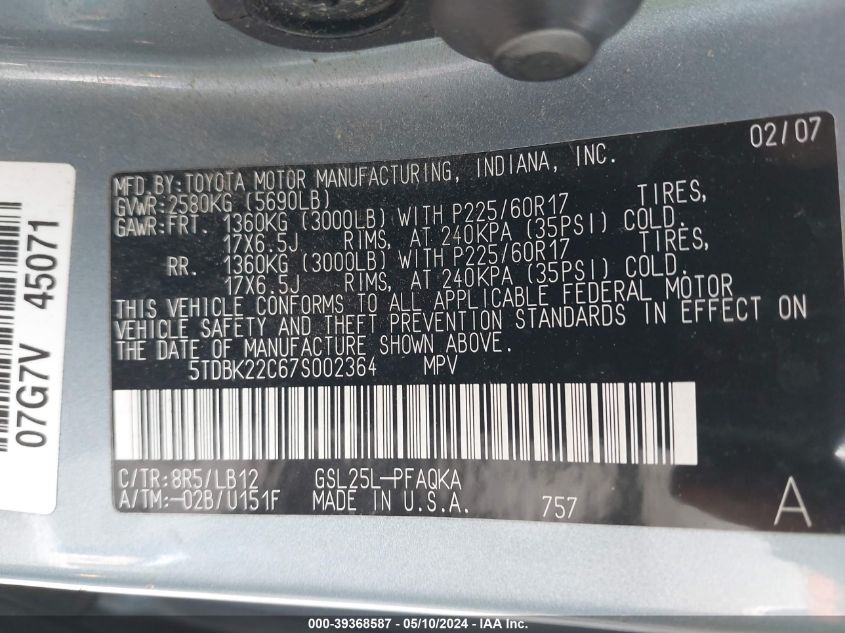 02/07
MFD.BY:TOYOTA MOTOR MANUFACTURING, INDIANA, INC.
GVWR:2580KG (5690LB)
GAWR:FRT. 1360KG (3000LB) WITH P225/60R17 TIRES,
17X6.5J RIMS, AT 240KPA (35PSI) COLD.
RR. 1360KG (3000LB) WITH P225/60R17 TIRES,
17X6.5J RIMS, AT 240KPA (35PSI) COLD.
THIS VEHICLE CONFORMS TO ALL APPLICABLE FEDERAL MOTOR
VEHICLE SAFETY AND THEFT PREVENTION STANDARDS IN EFFECT ON
THE DATE OF MANUFACTURE SHOWN ABOVE.
5TDBK22C67S002364 MPV
C/TR:8R5/LB12 GSL25L-PFAQKA
A/TM:-02B/U151F MADE IN U.S.A. 757 A
07G7V 45071
000-39368587 - 05/10/2024 - IAA Inc.